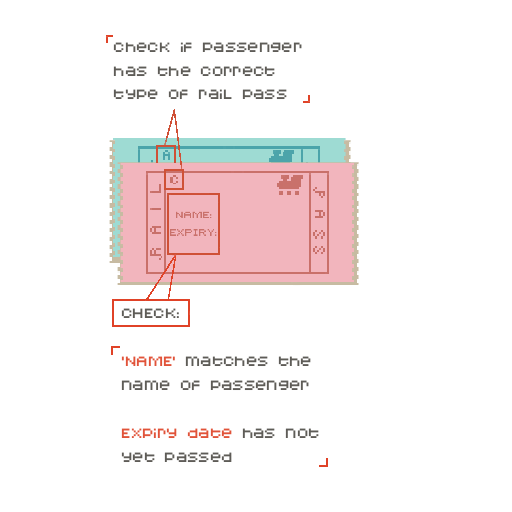 Check if passenger
has the correct
type of rail pass
A
C
RAIL
NAME:
EXPIRY:
PASS
CHECK:
'NAME' matches the
name of passenger
Expiry date has not
yet passed